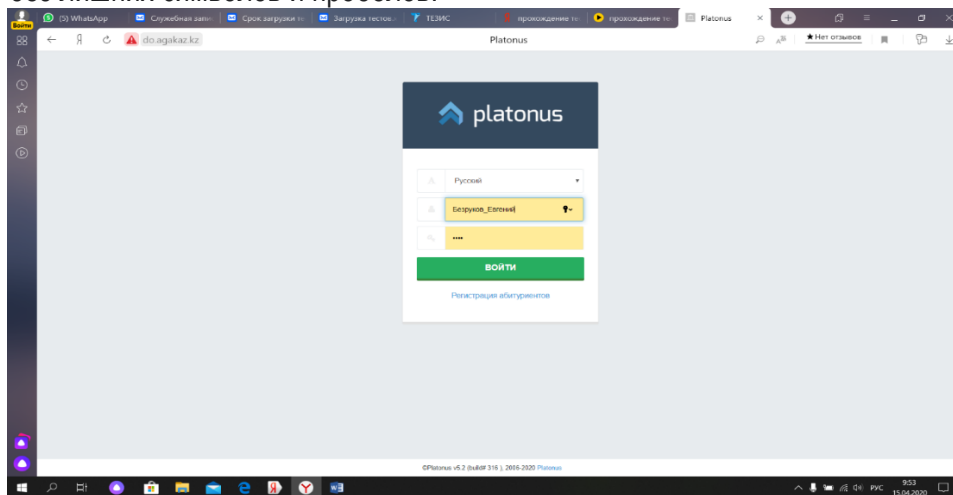 (5) WhatsApp
Служебная запи
Срок загрузки те
Загрузка тестов
ТЕЗИС
прохождение те
прохождение те
Platonus
Войти
do.agakaz.kz
Platonus
Нет отзывов
platonus
Русский
Безруков_Евгений
ВОЙТИ
Регистрация абитуриентов
©Platonus v5.2 (build# 316 ), 2006-2020 Platonus
РУС
9:53
15.04.2020